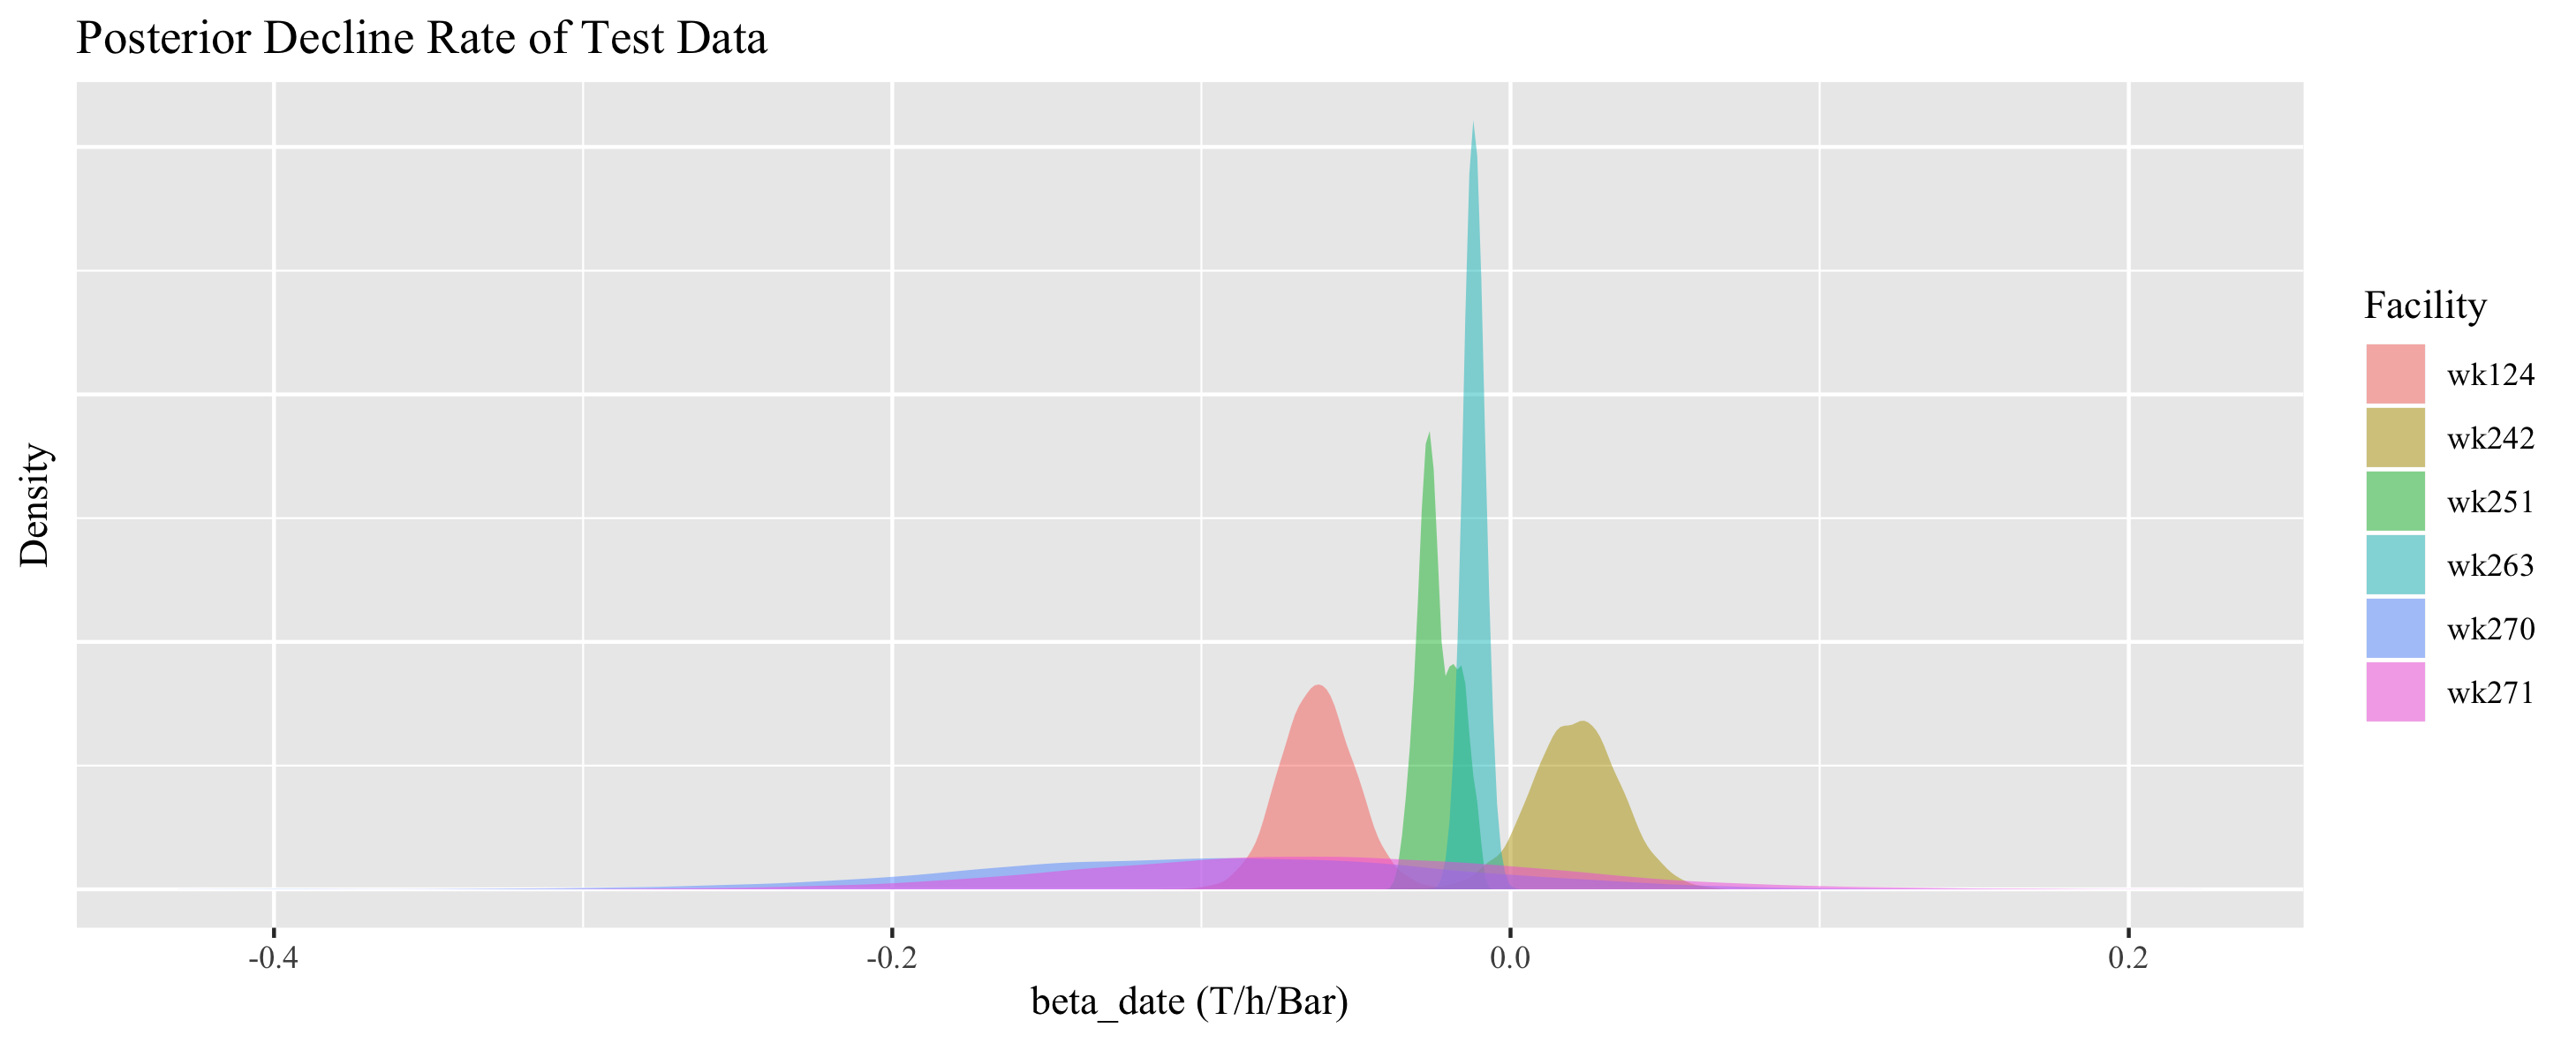 Posterior Decline Rate of Test Data
Density
-0.4
-0.2
0.0
0.2
beta_date (T/h/Bar)
Facility
wk124
wk242
wk251
wk263
wk270
wk271